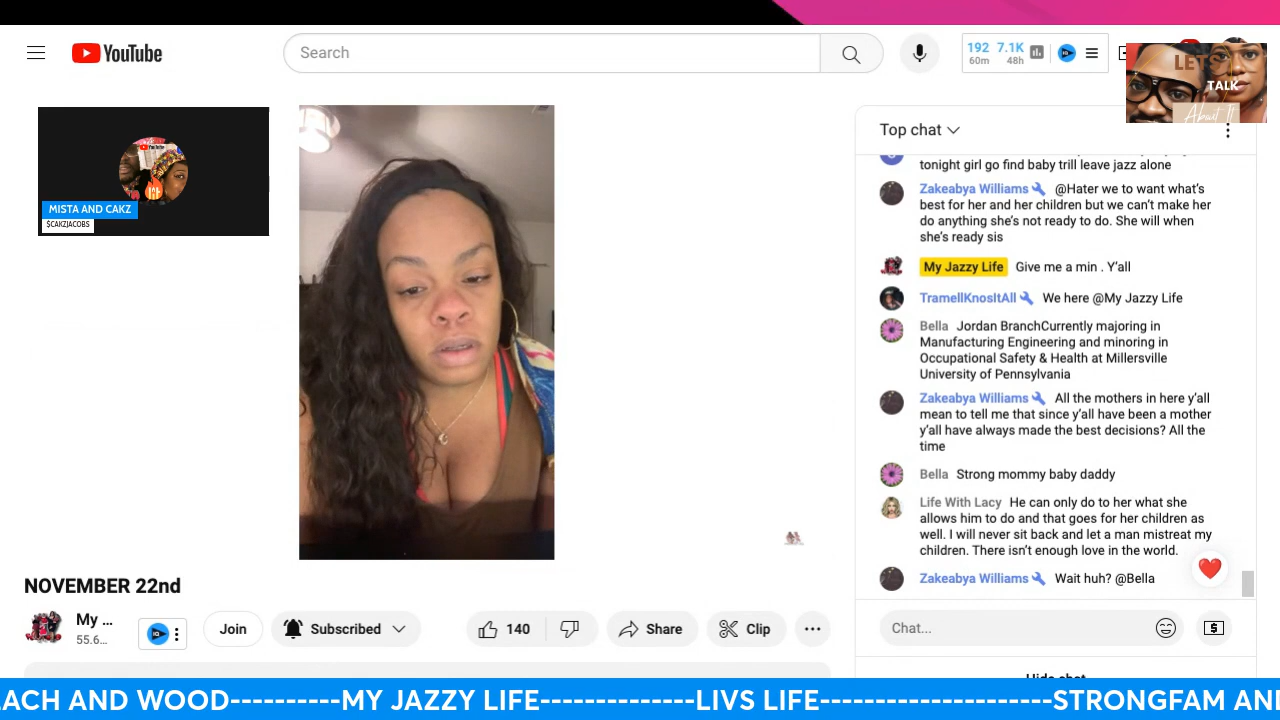 YouTube
Search
192 7.1K
60m 48h
LETS
TALK
About It
MISTA AND CAKZ
$CAKZJACOBS
Top chat
tonight girl go find baby trill leave jazz alone
Zakeabya Williams @Hater we to want what's
best for her and her children but we can't make her
do anything she's not ready to do. She will when
she's ready sis
My Jazzy Life Give me a min . Y'all
TramellKnosItAll We here @My Jazzy Life
Bella Jordan BranchCurrently majoring in
Manufacturing Engineering and minoring in
Occupational Safety & Health at Millersville
University of Pennsylvania
Zakeabya Williams All the mothers in here y'all
mean to tell me that since y'all have been a mother
y'all have always made the best decisions? All the
time
Bella Strong mommy baby daddy
Life With Lacy He can only do to her what she
allows him to do and that goes for her children as
well. I will never sit back and let a man mistreat my
children. There isn't enough love in the world.
Zakeabya Williams Wait huh? @Bella
NOVEMBER 22nd
My ...
55.6...
Join
Subscribed
140
Share
Clip
Chat...
Hide chat
EACH AND WOOD----------MY JAZZY LIFE--------------LIVS LIFE---------------------STRONGFAM AND